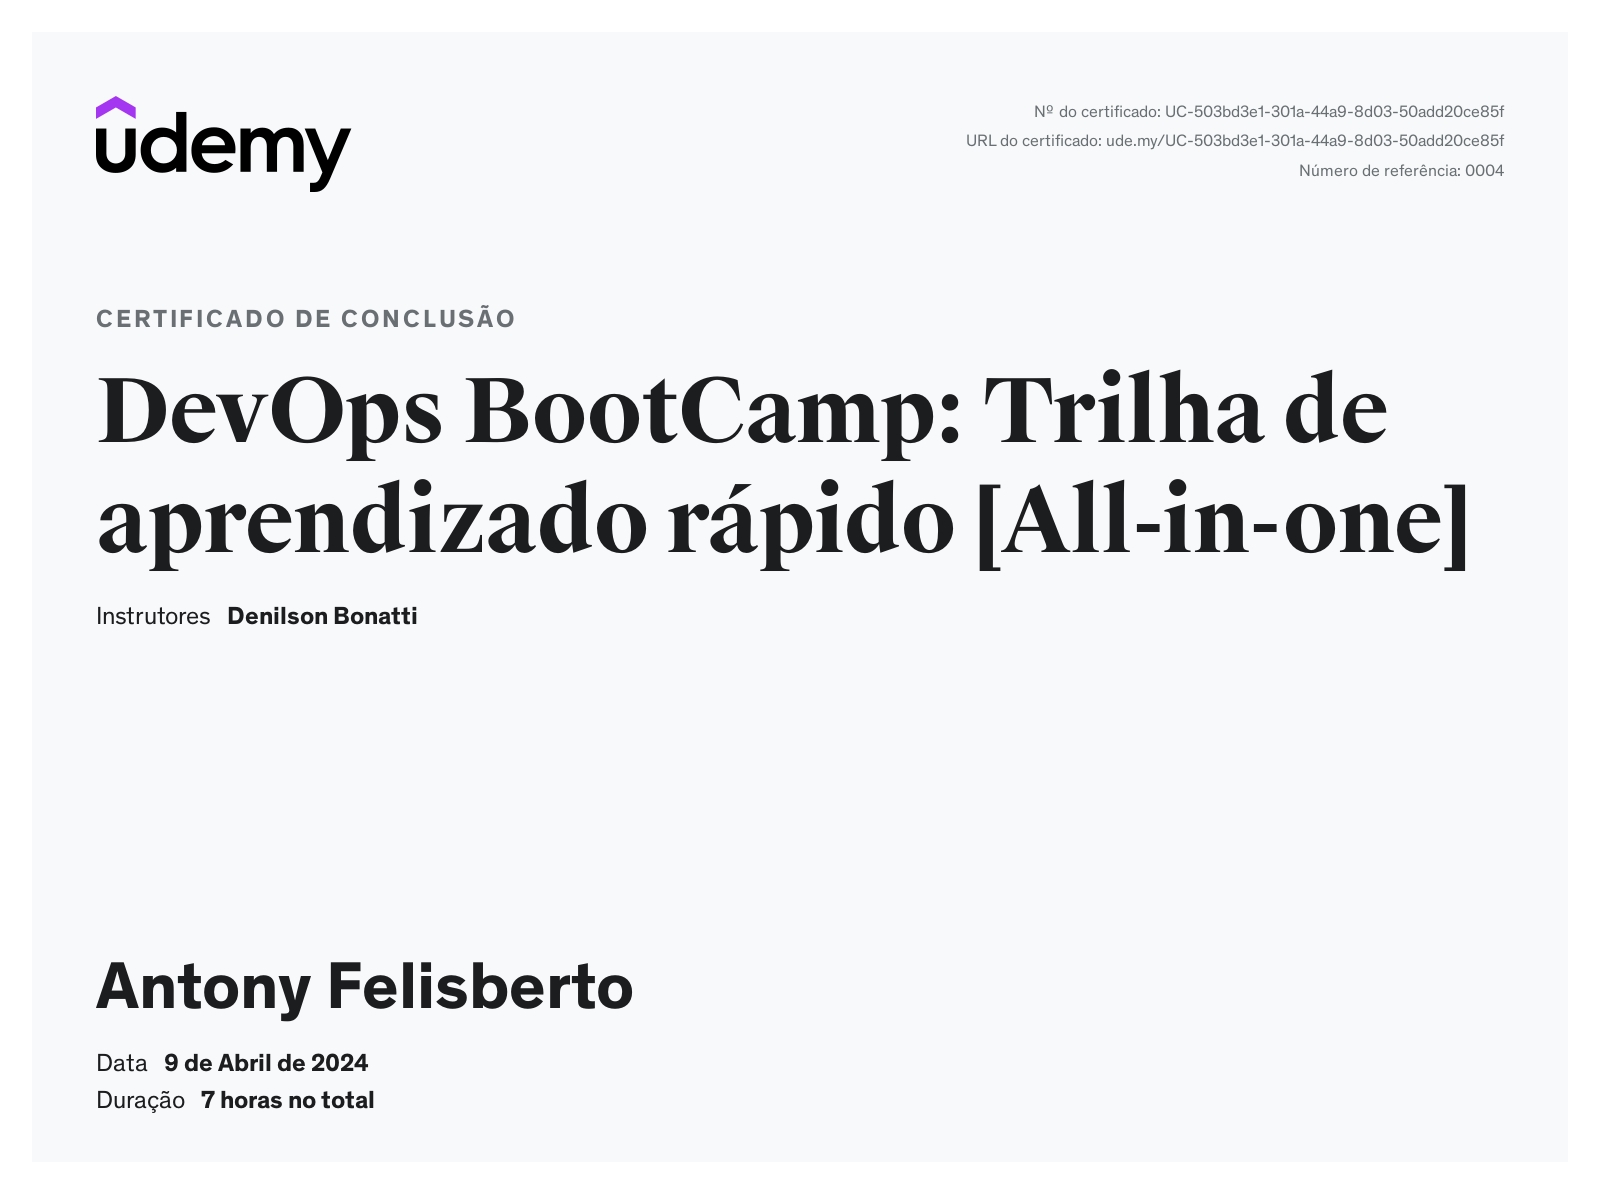 udemy
Nº do certificado: UC-503bd3e1-301a-44a9-8d03-50add20ce85f
URL do certificado: ude.my/UC-503bd3e1-301a-44a9-8d03-50add20ce85f
Número de referência: 0004
CERTIFICADO DE CONCLUSÃO
DevOps BootCamp: Trilha de
aprendizado rápido [All-in-one]
Instrutores Denilson Bonatti
Antony Felisberto
Data 9 de Abril de 2024
Duração 7 horas no total